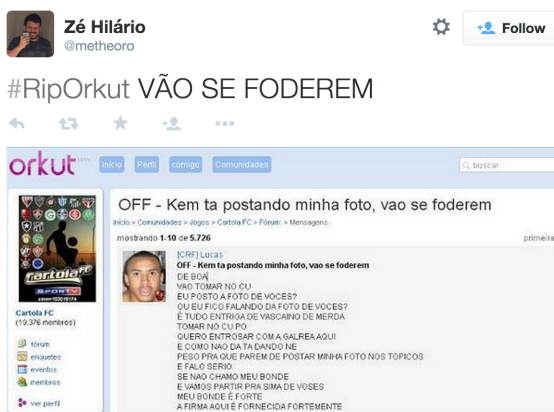 Zé Hilário
@metheoro
Follow
#RipOrkut VÃO SE FODEREM
orkut
Início Perfil comigo Comunidades
buscar
OFF - Kem ta postando minha foto, vao se foderem
Início > Comunidades > Jogos > Cartola FC > Fórum: > Mensagens
mostrando 1-10 de 5.726
primeira
[CRF] Lucas
OFF - Kem ta postando minha foto, vao se foderem
DE BOA
VAO TOMAR NO CU
EU POSTO A FOTO DE VOCES?
OU EU FICO FALANDO DA FOTO DE VOCES?
É TUDO ENTRIGA DE VASCAINO DE MERDA
TOMAR NO CU PO
QUERO ENTROSAR COM A GALREA AQUI
E COMO NAO DA TA DANDO NE
PESO PRA QUE PAREM DE POSTAR MINHA FOTO NOS TOPICOS
E FALO SERIO
SE NAO CHAMO MEU BONDE
E VAMOS PARTIR PRA SIMA DE VOSES
MEU BONDE É FORTE
A FIRMA AQUI É FORNECIDA FORTEMENTE
Cartola FC
SPORTV
Cartola FC
(19.376 membros)
fórum
enquetes
eventos
membros
ver perfil